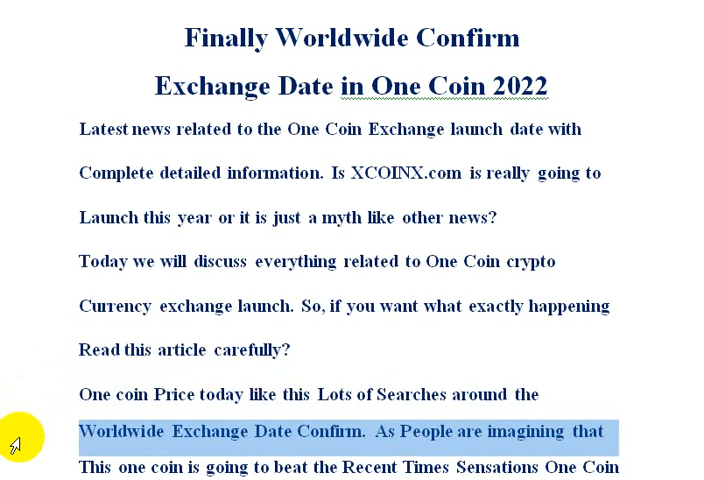 Finally Worldwide Confirm
Exchange Date in One Coin 2022
Latest news related to the One Coin Exchange launch date with
Complete detailed information. Is XCOINX.com is really going to
Launch this year or it is just a myth like other news?
Today we will discuss everything related to One Coin crypto
Currency exchange launch. So, if you want what exactly happening
Read this article carefully?
One coin Price today like this Lots of Searches around the
Worldwide Exchange Date Confirm. As People are imagining that
This one coin is going to beat the Recent Times Sensations One Coin